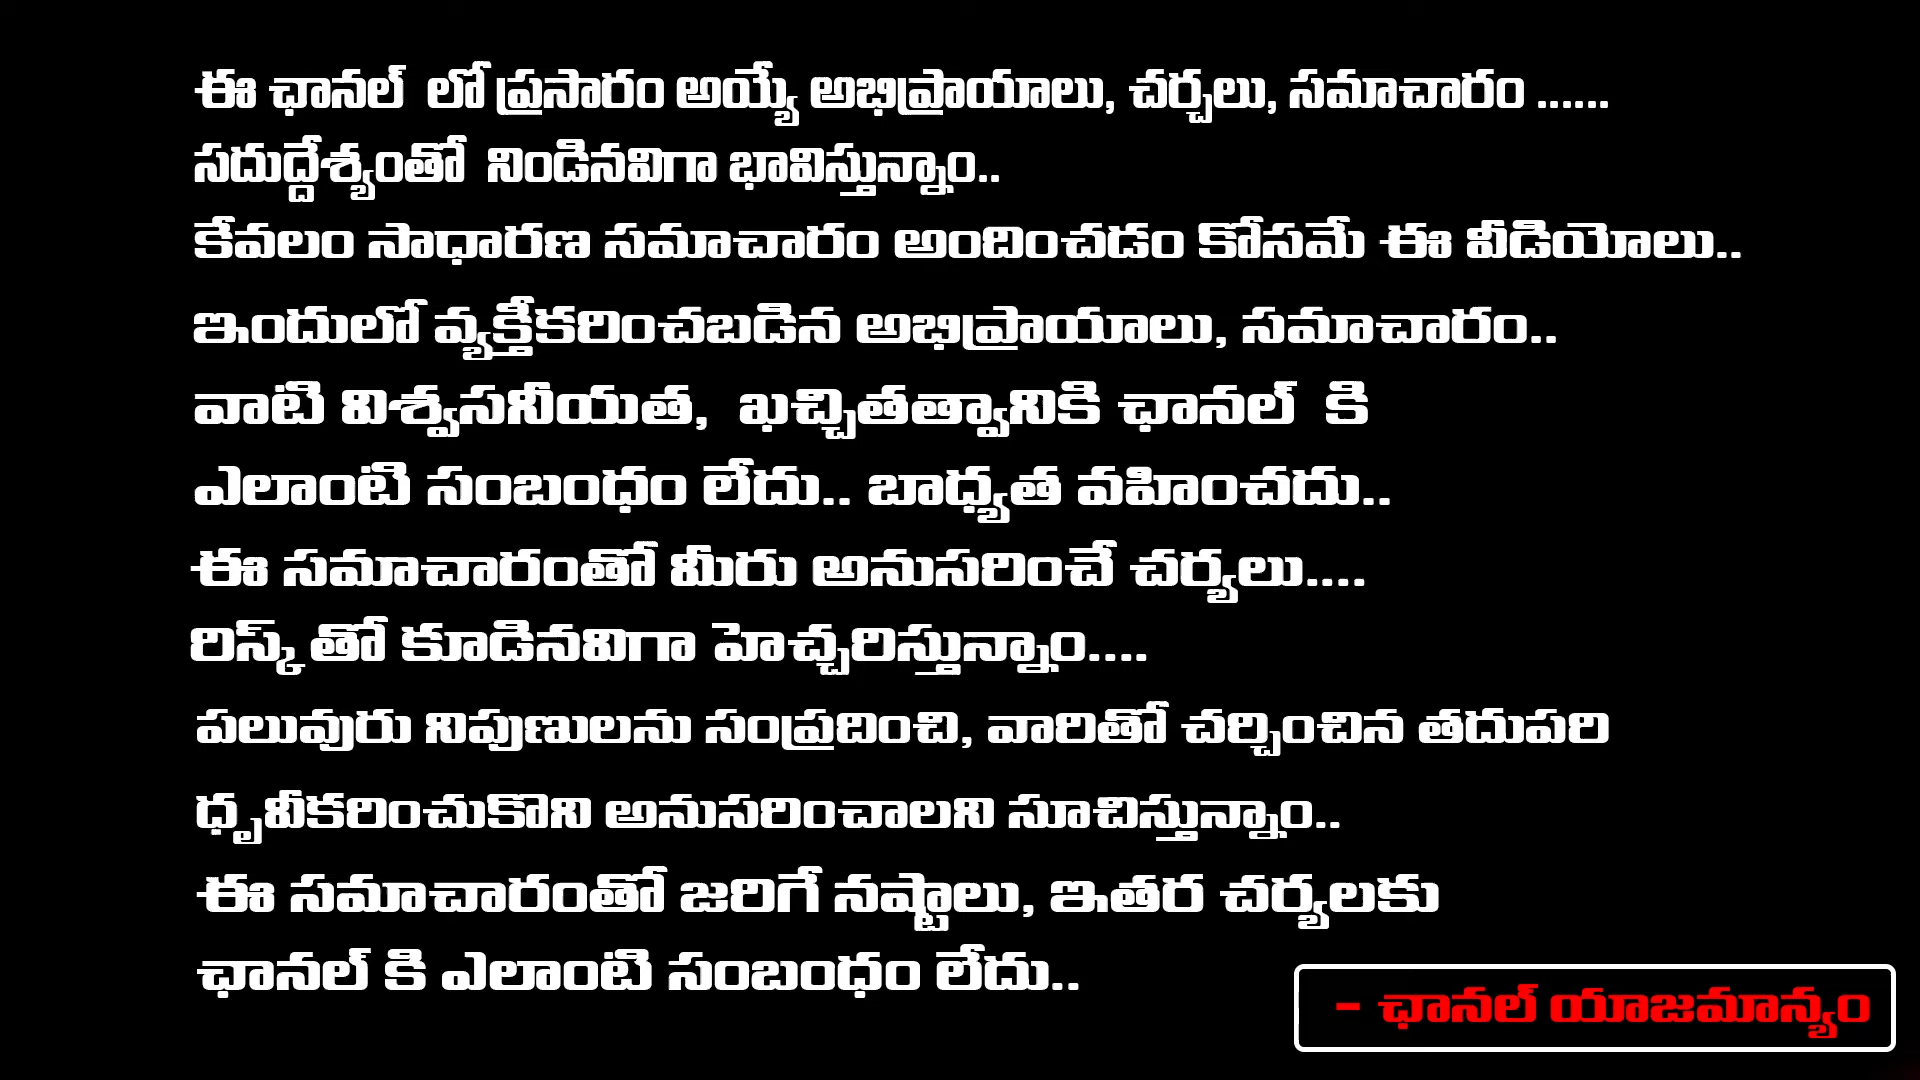 ఈ ఛానల్ లో ప్రసారం అయ్యే అభిప్రాయాలు, చర్చలు, సమాచారం ......
సదుద్దేశ్యంతో నిండినవిగా భావిస్తున్నాం..
కేవలం సాధారణ సమాచారం అందించడం కోసమే ఈ వీడియోలు..
ఇందులో వ్యక్తీకరించబడిన అభిప్రాయాలు, సమాచారం..
వాటి విశ్వసనీయత, ఖచ్చితత్వానికి ఛానల్ కి
ఎలాంటి సంబంధం లేదు.. బాధ్యత వహించదు..
ఈ సమాచారంతో మీరు అనుసరించే చర్యలు....
రిస్క్ తో కూడినవిగా హెచ్చరిస్తున్నాం....
పలువురు నిపుణులను సంప్రదించి, వారితో చర్చించిన తదుపరి
ధృవీకరించుకొని అనుసరించాలని సూచిస్తున్నాం..
ఈ సమాచారంతో జరిగే నష్టాలు, ఇతర చర్యలకు
ఛానల్ కి ఎలాంటి సంబంధం లేదు..
- ఛానల్ యాజమాన్యం